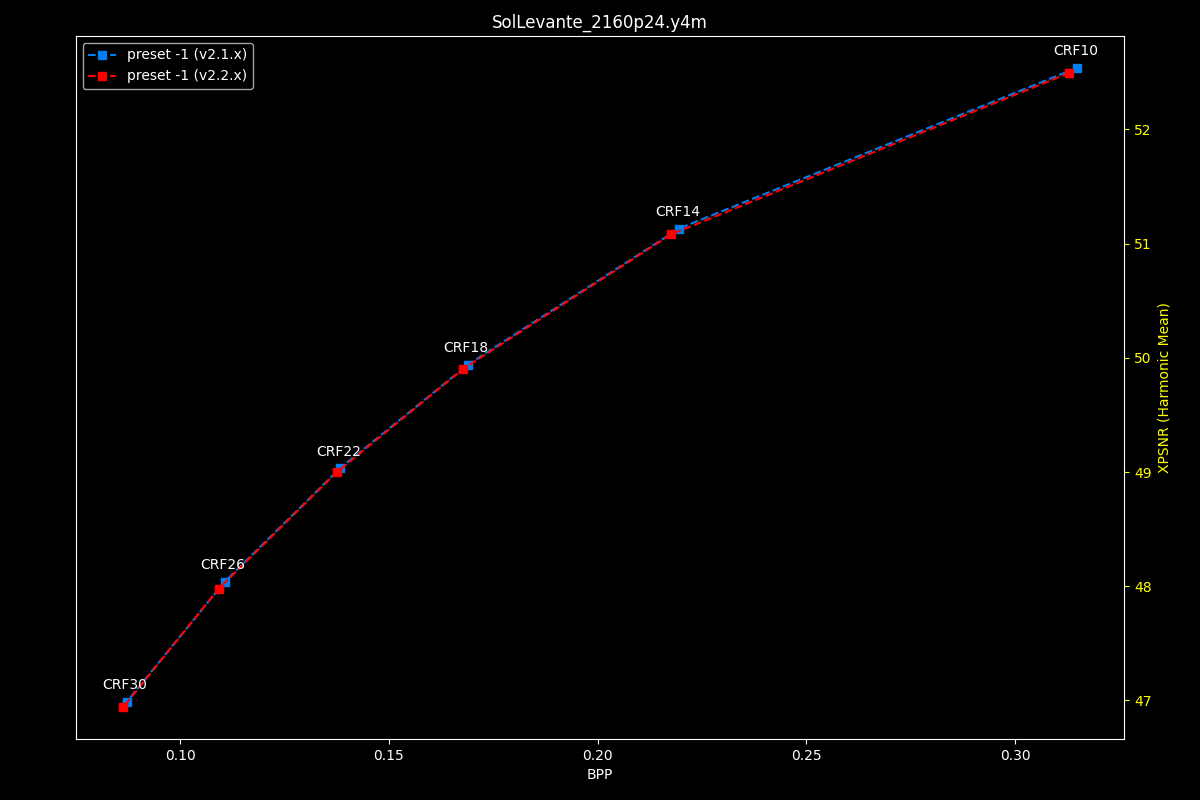 SolLevante_2160p24.y4m
preset -1 (v2.1.x)
preset -1 (v2.2.x)
CRF10
CRF14
CRF18
CRF22
CRF26
CRF30
52
51
50
49
48
47
XPSNR (Harmonic Mean)
0.10 0.15 0.20 0.25 0.30
BPP